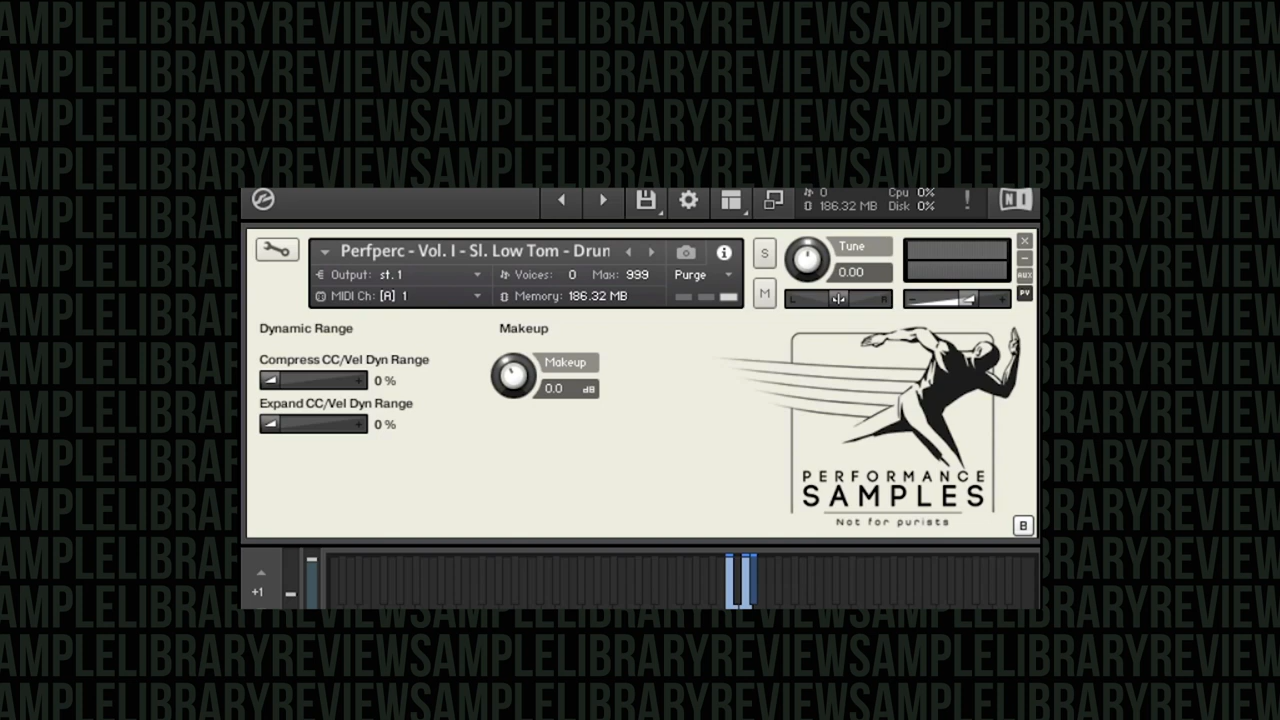 SAMPLELIBRARYREVIEWSAMPLELIBRARYREVIEWSAMPLELIBRARYREVIEW
0 Cpu 0%
186.32 MB Disk 0% ! NI
Perfperc - Vol. I - Sl. Low Tom - Drun
Output: st.1 Voices: 0 Max: 999 Purge
MIDI Ch: [A] 1 Memory: 186.32 MB
S
M
Tune
0.00
L R
- +
x
-
AUX
PV
Dynamic Range
Compress CC/Vel Dyn Range
+ 0 %
Expand CC/Vel Dyn Range
+ 0 %
Makeup
Makeup
0.0 dB
PERFORMANCE
SAMPLES
Not for purists
B
+1